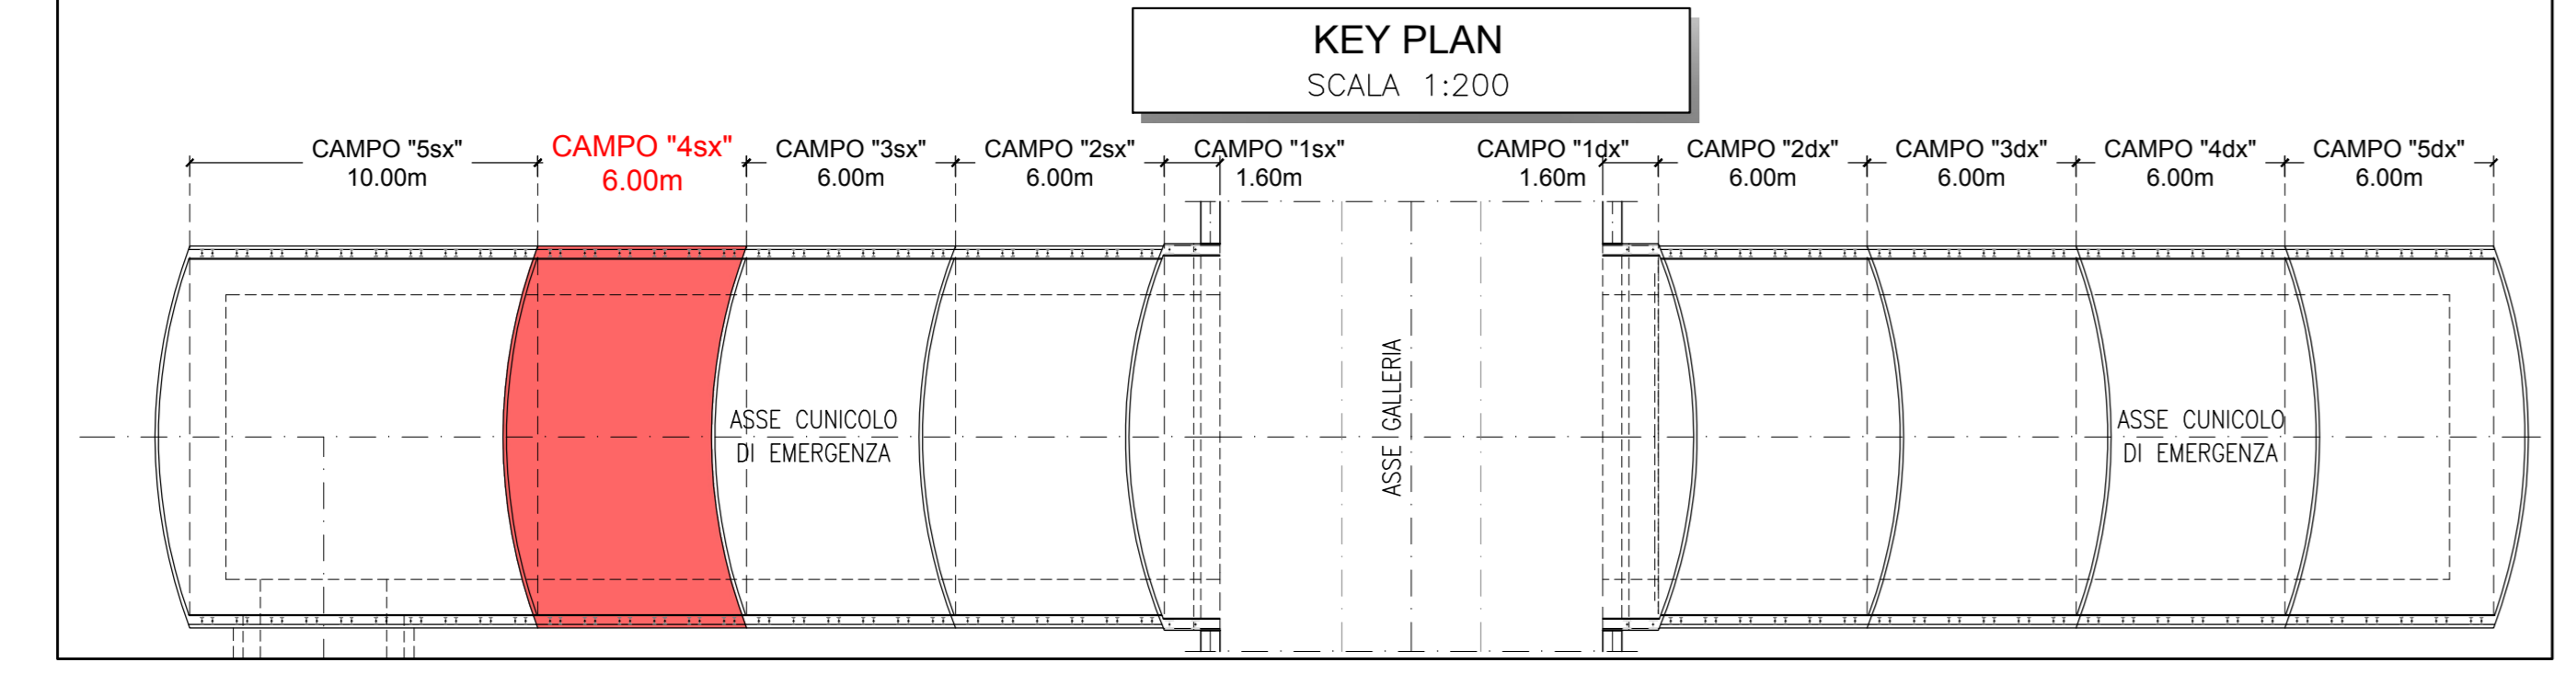 KEY PLAN
SCALA 1:200
CAMPO "5sx"
10.00m
CAMPO "4sx"
6.00m
CAMPO "3sx"
6.00m
CAMPO "2sx"
6.00m
CAMPO "1sx"
1.60m
CAMPO "1dx"
1.60m
CAMPO "2dx"
6.00m
CAMPO "3dx"
6.00m
CAMPO "4dx"
6.00m
CAMPO "5dx"
6.00m
ASSE CUNICOLO
DI EMERGENZA
ASSE GALLERIA
ASSE CUNICOLO
DI EMERGENZA